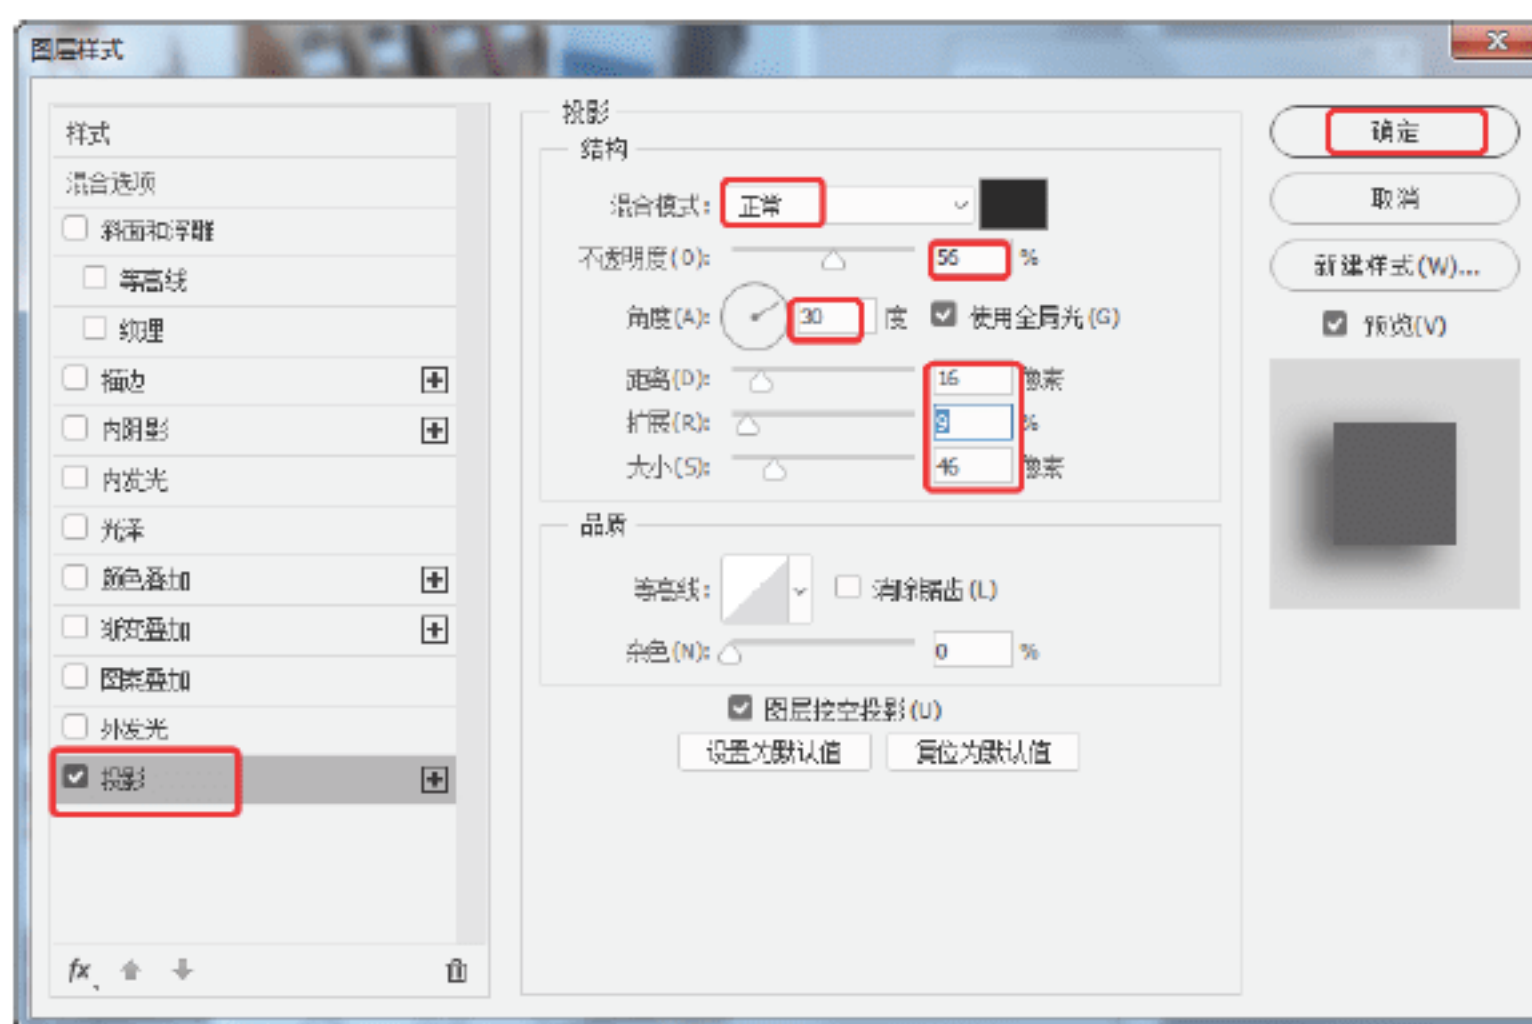 图层样式
样式
混合选项
斜面和浮雕
等高线
纹理
描边
内阴影
内发光
光泽
颜色叠加
渐变叠加
图案叠加
外发光
投影
fx
投影
结构
混合模式: 正常
不透明度(O): 56 %
角度(A): 30 度 使用全局光(G)
距离(D): 16 像素
扩展(R): 9 %
大小(S): 46 像素
品质
等高线: 消除锯齿(L)
杂色(N): 0 %
图层挖空投影(U)
设置为默认值 复位为默认值
确定
取消
新建样式(W)...
预览(V)